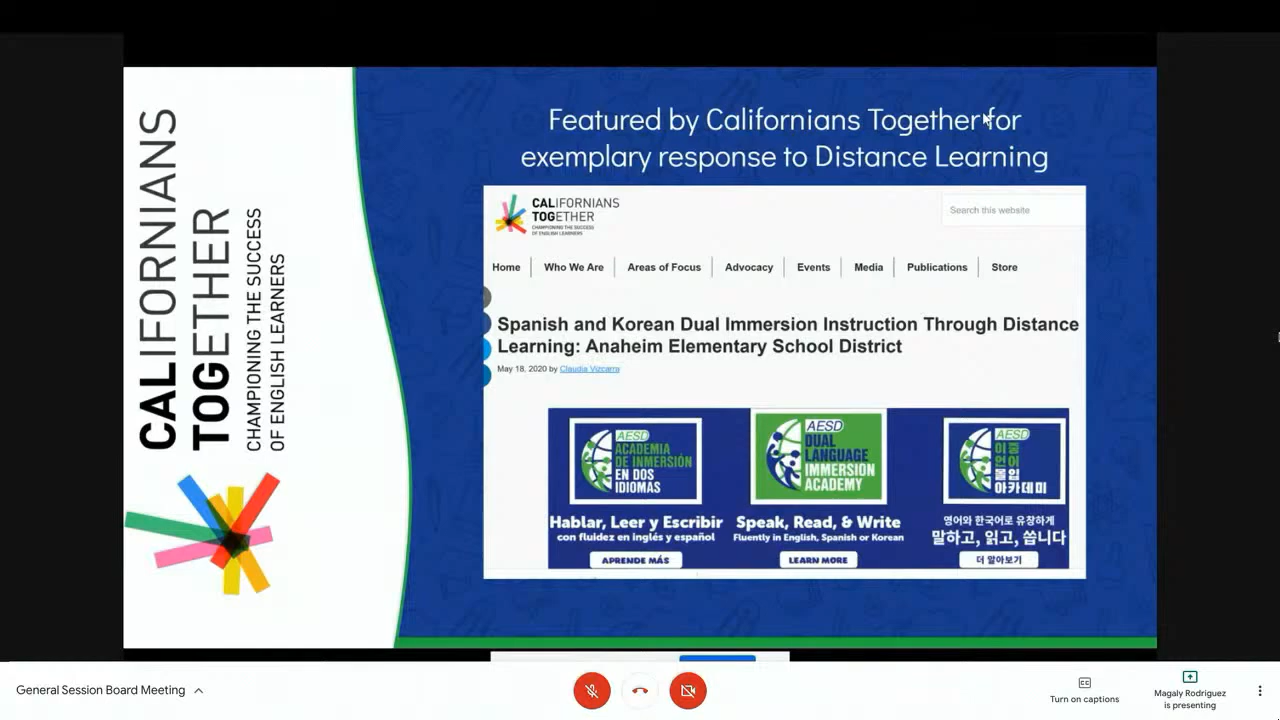 CALIFORNIANS
TOGETHER
CHAMPIONING THE SUCCESS
OF ENGLISH LEARNERS
Featured by Californians Together for
exemplary response to Distance Learning
CALIFORNIANS
TOGETHER
CHAMPIONING THE SUCCESS
OF ENGLISH LEARNERS
Search this website
Home
Who We Are
Areas of Focus
Advocacy
Events
Media
Publications
Store
Spanish and Korean Dual Immersion Instruction Through Distance
Learning: Anaheim Elementary School District
May 18, 2020 by Claudia Vizcarra
AESD
ACADEMIA
DE INMERSIÓN
EN DOS
IDIOMAS
Hablar, Leer y Escribir
con fluidez en inglés y español
APRENDE MÁS
AESD
DUAL
LANGUAGE
IMMERSION
ACADEMY
Speak, Read, & Write
Fluently in English, Spanish or Korean
LEARN MORE
AESD
이중
언어
몰입
아카데미
영어와 한국어로 유창하게
말하고, 읽고, 씁니다
더 알아보기
General Session Board Meeting
CC
Turn on captions
Magaly Rodriguez
is presenting